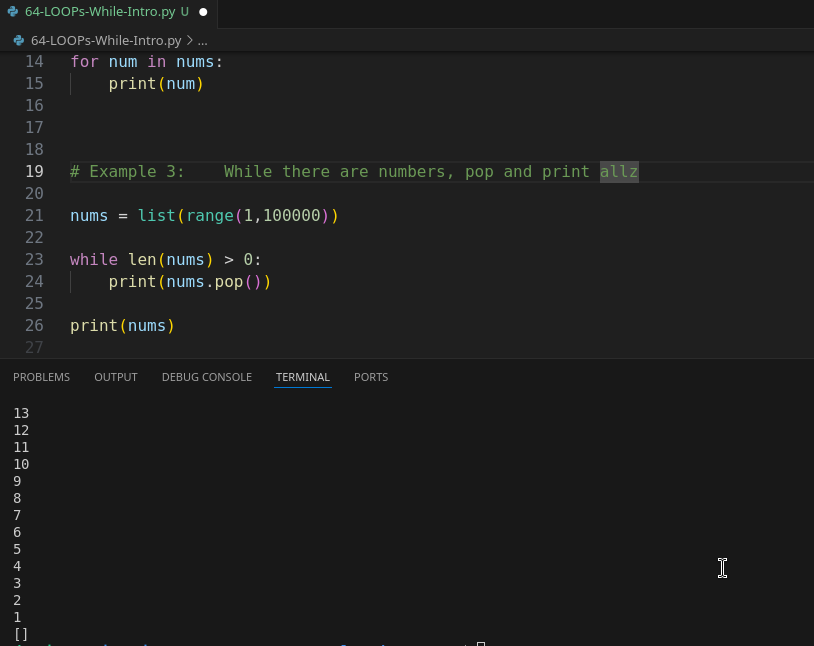 64-LOOPs-While-Intro.py U
64-LOOPs-While-Intro.py > ...
14 for num in nums:
15 print(num)
16
17
18
19 # Example 3: While there are numbers, pop and print allz
20
21 nums = list(range(1,100000))
22
23 while len(nums) > 0:
24 print(nums.pop())
25
26 print(nums)
27
PROBLEMS OUTPUT DEBUG CONSOLE TERMINAL PORTS
13
12
11
10
9
8
7
6
5
4
3
2
1
[]